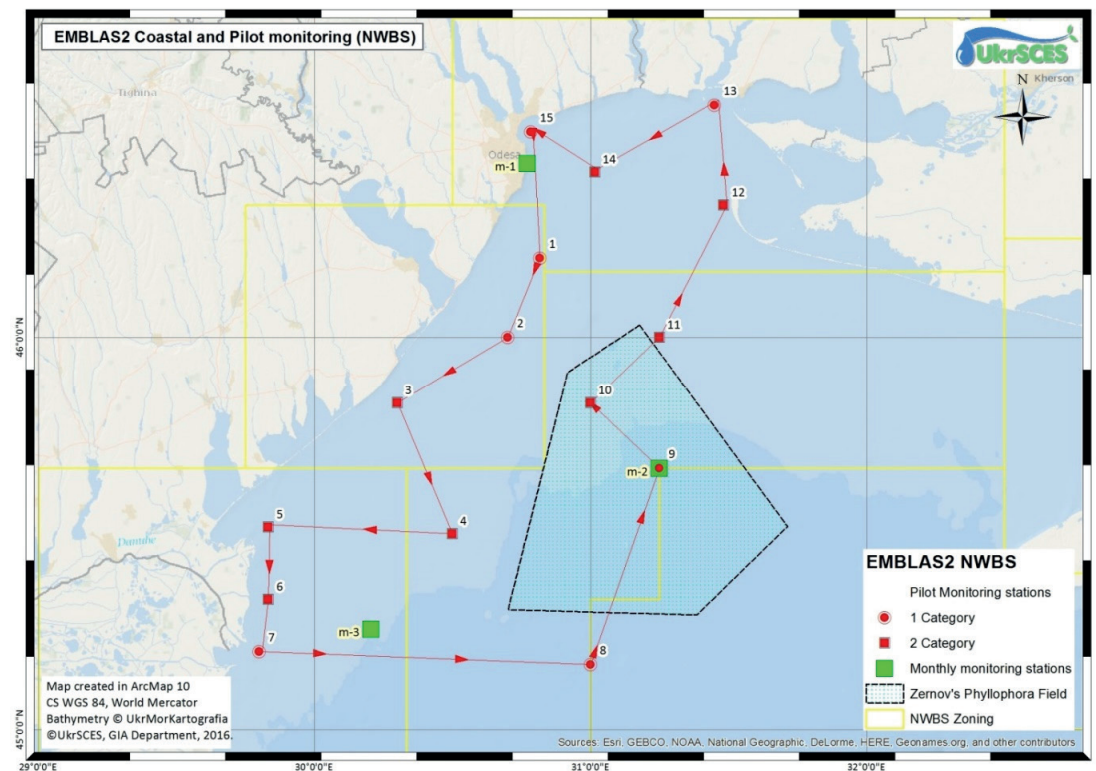 EMBLAS2 Coastal and Pilot monitoring (NWBS)
UkrSCES
Kherson
N
Tighina
13
15
Odesa
m-1
14
12
1
46°0'0"N
2
11
3
10
9
m-2
5
4
Danube
6
m-3
7
8
EMBLAS2 NWBS
Pilot Monitoring stations
1 Category
2 Category
Monthly monitoring stations
Zernov's Phyllophora Field
NWBS Zoning
Map created in ArcMap 10
CS WGS 84, World Mercator
Bathymetry © UkrMorKartografia
©UkrSCES, GIA Department, 2016.
45°0'0"N
Sources: Esri, GEBCO, NOAA, National Geographic, DeLorme, HERE, Geonames.org, and other contributors
29°0'0"E
30°0'0"E
31°0'0"E
32°0'0"E